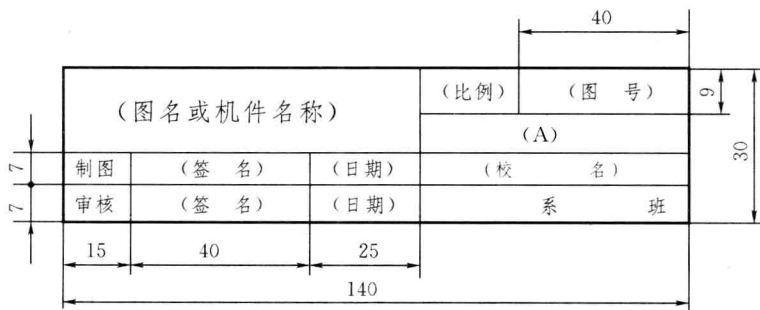 40
(图名或机件名称) (比例) (图 号) 9
(A) 30
7 制图 (签 名) (日期) (校 名)
7 审核 (签 名) (日期) 系 班
15 40 25
140